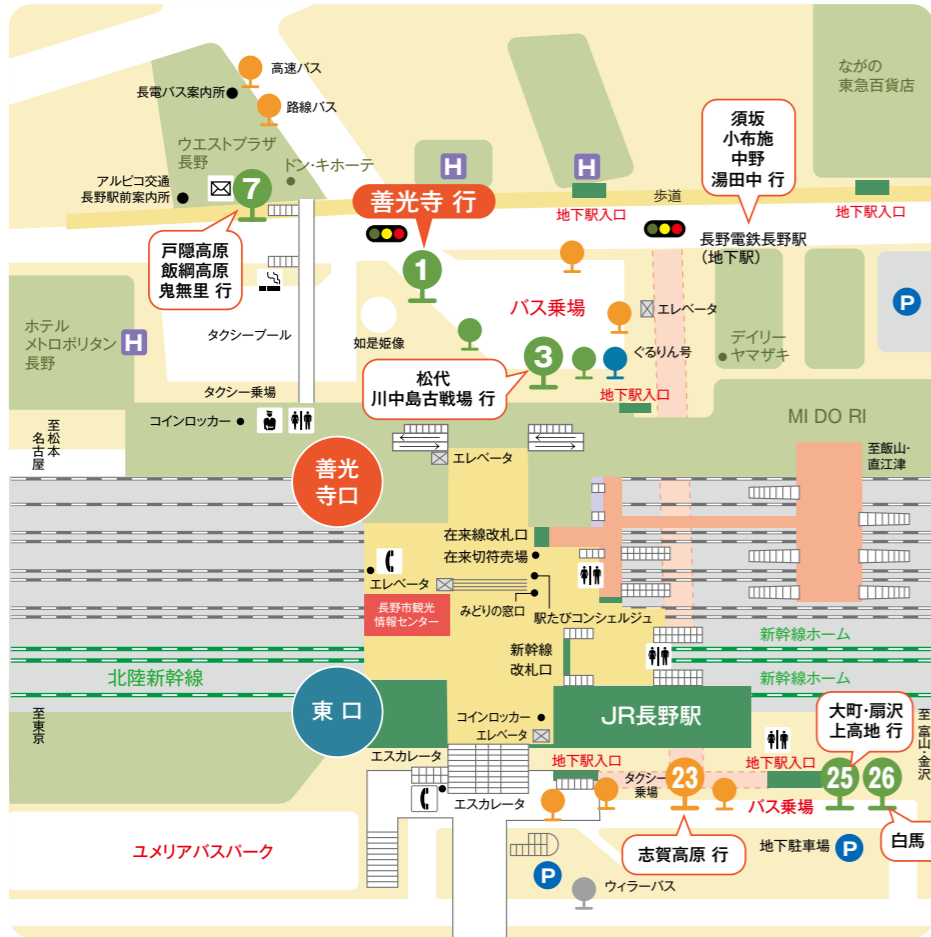 高速バス
長電バス案内所
路線バス
ながの
東急百貨店
ウエストプラザ
長野
ドン・キホーテ
H
H
須坂
小布施
中野
湯田中 行
アルピコ交通
長野駅前案内所
7
善光寺 行
地下駅入口
歩道
地下駅入口
長野電鉄長野駅
(地下駅)
戸隠高原
飯綱高原
鬼無里 行
1
バス乗場
エレベータ
P
ホテル
メトロポリタン
長野
H
タクシープール
如是姫像
3
ぐるりん号
デイリー
ヤマザキ
松代
川中島古戦場 行
タクシー乗場
地下駅入口
コインロッカー
MIDORI
至松本
名古屋
善光
寺口
エレベータ
至飯山・
直江津
在来線改札口
在来切符売場
エレベータ
みどりの窓口
駅たびコンシェルジュ
長野市観光
情報センター
新幹線
改札口
新幹線ホーム
北陸新幹線
新幹線ホーム
東口
コインロッカー
エレベータ
JR長野駅
大町・扇沢
上高地 行
至東京
至富山・金沢
エスカレータ
地下駅入口
地下駅入口
タクシー
乗場
23
25
26
エスカレータ
バス乗場
ユメリアバスパーク
志賀高原 行
地下駐車場
P
白馬
P
ウィラーバス